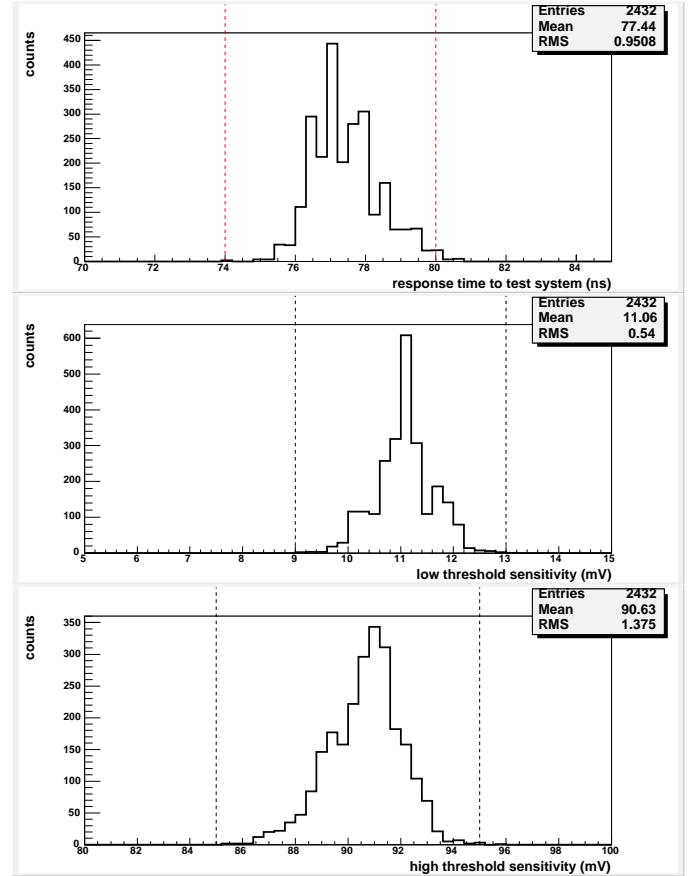 Entries 2432
Mean 77.44
RMS 0.9508
counts
450
400
350
300
250
200
150
100
50
0
70 72 74 76 78 80 82 84
response time to test system (ns)
Entries 2432
Mean 11.06
RMS 0.54
counts
600
500
400
300
200
100
0
5 6 7 8 9 10 11 12 13 14 15
low threshold sensitivity (mV)
Entries 2432
Mean 90.63
RMS 1.375
counts
350
300
250
200
150
100
50
0
80 82 84 86 88 90 92 94 96 98 100
high threshold sensitivity (mV)